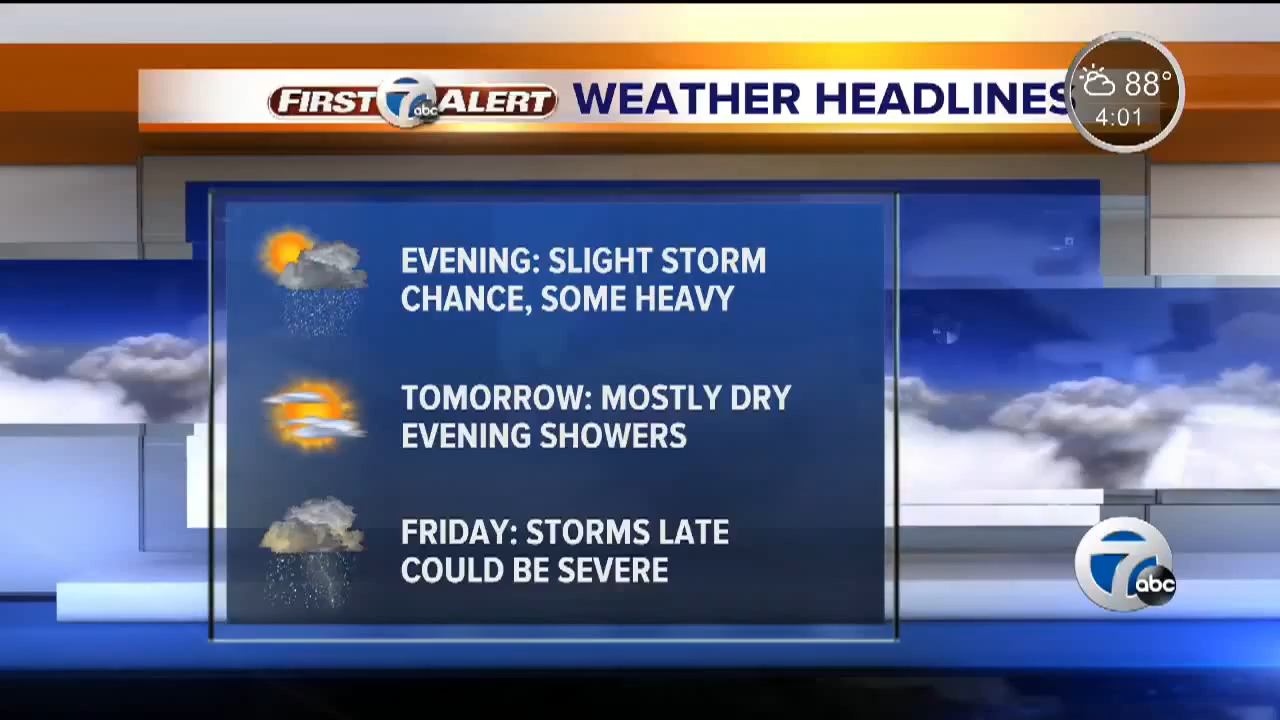 FIRST 7 abc ALERT WEATHER HEADLINES
88°
4:01
EVENING: SLIGHT STORM
CHANCE, SOME HEAVY
TOMORROW: MOSTLY DRY
EVENING SHOWERS
FRIDAY: STORMS LATE
COULD BE SEVERE
7 abc